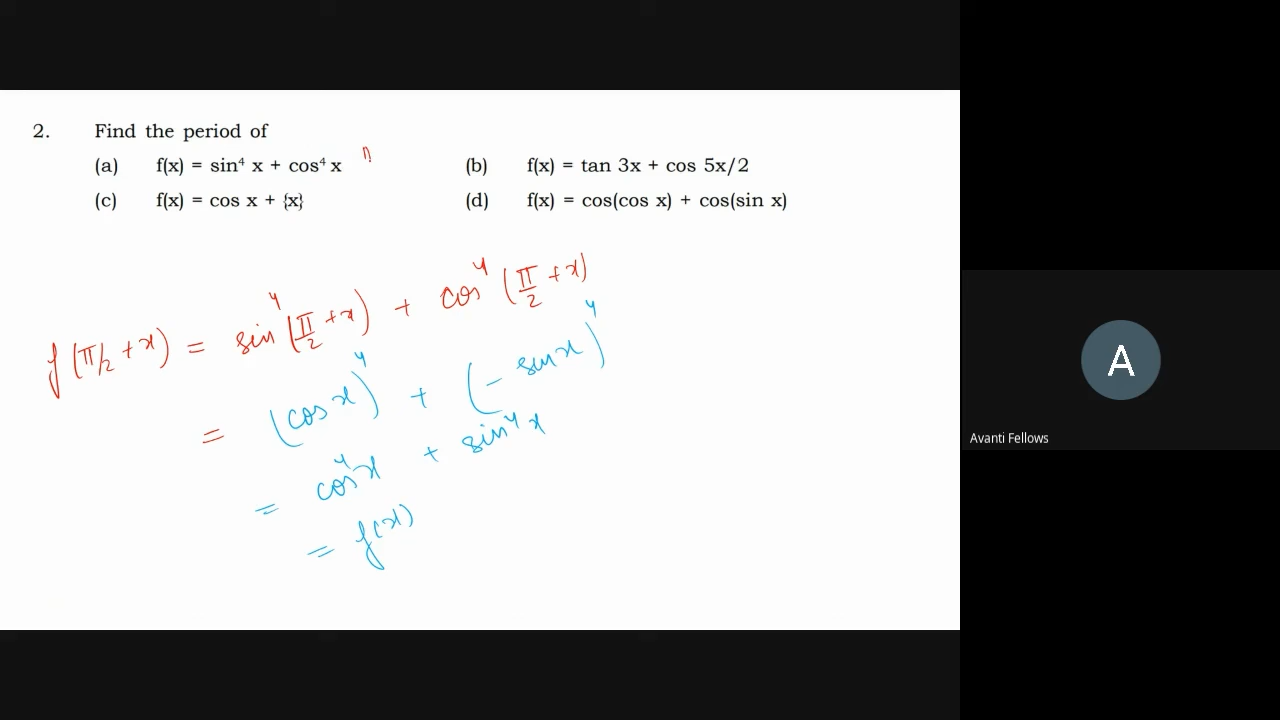 2. Find the period of
(a) f(x) = sin⁴ x + cos⁴ x (b) f(x) = tan 3x + cos 5x/2
(c) f(x) = cos x + {x} (d) f(x) = cos(cos x) + cos(sin x)
f(π/2 + x) = sin⁴(π/2 + x) + cos⁴(π/2 + x)
= (cos x)⁴ + (- sin x)⁴
= cos⁴x + sin⁴x
= f(x)
A
Avanti Fellows